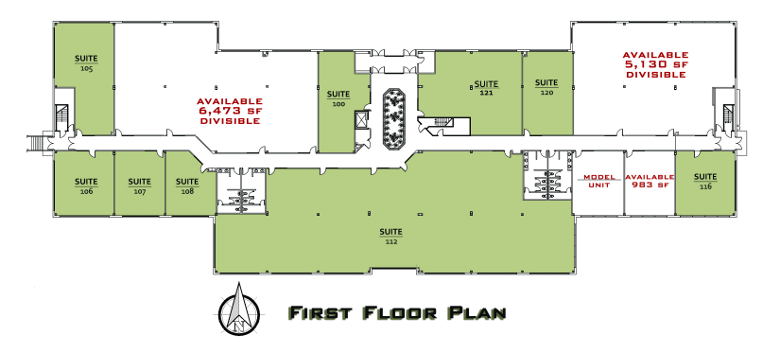 SUITE
105
AVAILABLE
6,473 SF
DIVISIBLE
SUITE
100
SUITE
121
SUITE
120
AVAILABLE
5,130 SF
DIVISIBLE
SUITE
106
SUITE
107
SUITE
108
SUITE
112
MODEL
UNIT
AVAILABLE
983 SF
SUITE
116
N
FIRST FLOOR PLAN